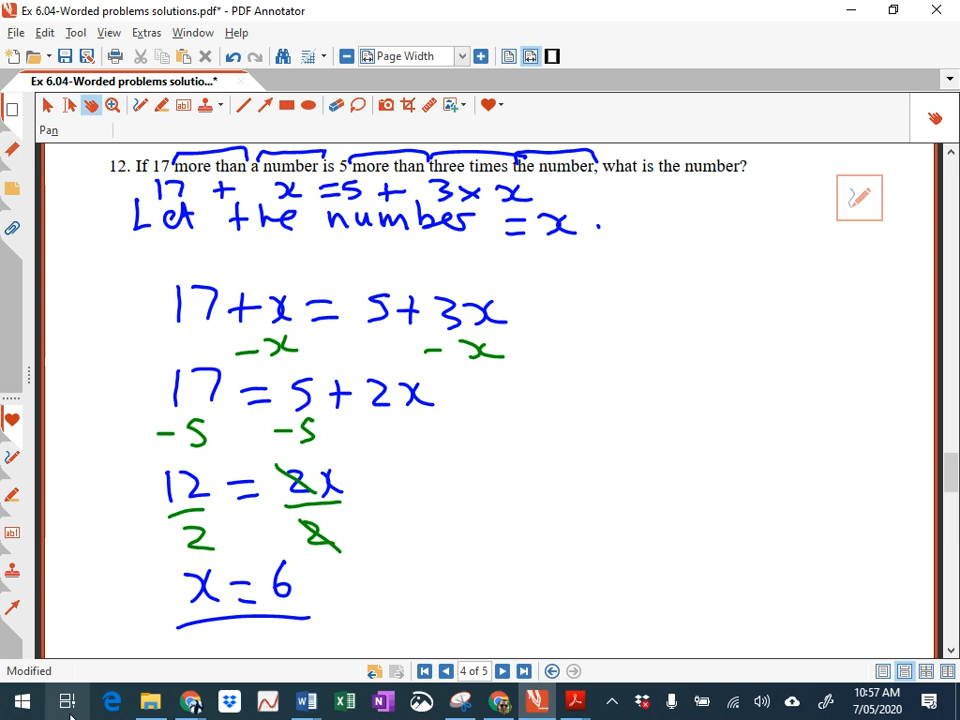 Ex 6.04-Worded problems solutions.pdf* - PDF Annotator
File Edit Tool View Extras Window Help
Page Width
Ex 6.04-Worded problems solutio...*
Pan
12. If 17 more than a number is 5 more than three times the number, what is the number?
17 + x = 5 + 3 × x
Let the number = x .
17 + x = 5 + 3x
- x - x
17 = 5 + 2x
- 5 - 5
12 = 2x
2 2
x = 6
4 of 5
Modified
10:57 AM
7/05/2020